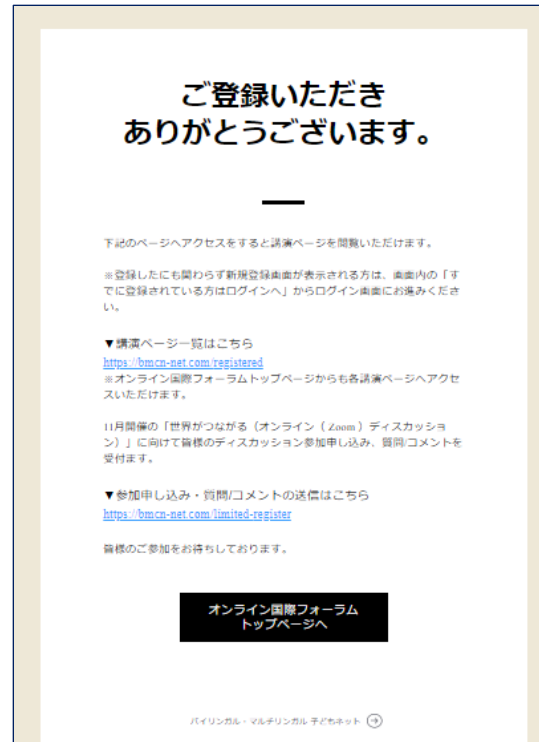 ご登録いただき
ありがとうございます。
下記のページへアクセスをすると講演ページを閲覧いただけます。
※登録したにも関わらず新規登録画面が表示される方は、画面内の「す
でに登録されている方はログインへ」からログイン画面にお進みくださ
い。
▼講演ページ一覧はこちら
https://bmcn-net.com/registered
※オンライン国際フォーラムトップページからも各講演ページへアクセ
スいただけます。
11月開催の「世界がつながる（オンライン（ Zoom ）ディスカッショ
ン）」に向けて皆様のディスカッション参加申し込み、質問/コメントを
受付ます。
▼参加申し込み・質問/コメントの送信はこちら
https://bmcn-net.com/limited-register
皆様のご参加をお待ちしております。
オンライン国際フォーラム
トップページへ
バイリンガル・マルチリンガル 子どもネット